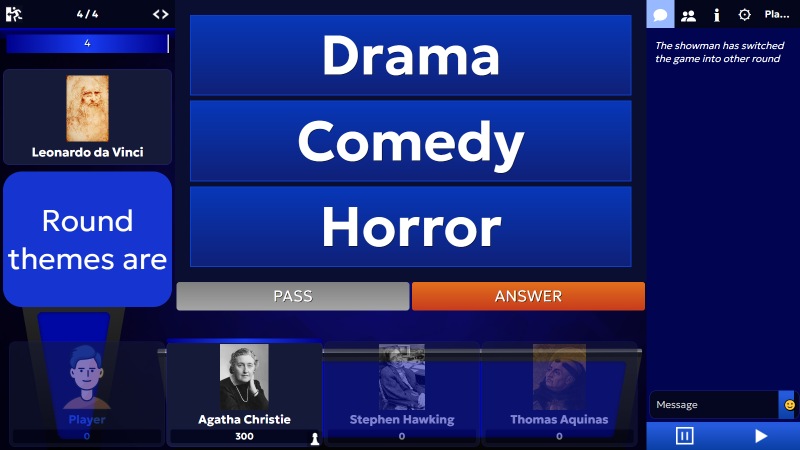 4 / 4
4
Leonardo da Vinci
Round
themes are
Drama
Comedy
Horror
PASS
ANSWER
Player
0
Agatha Christie
300
Stephen Hawking
0
Thomas Aquinas
0
Pla...
The showman has switched
the game into other round
Message